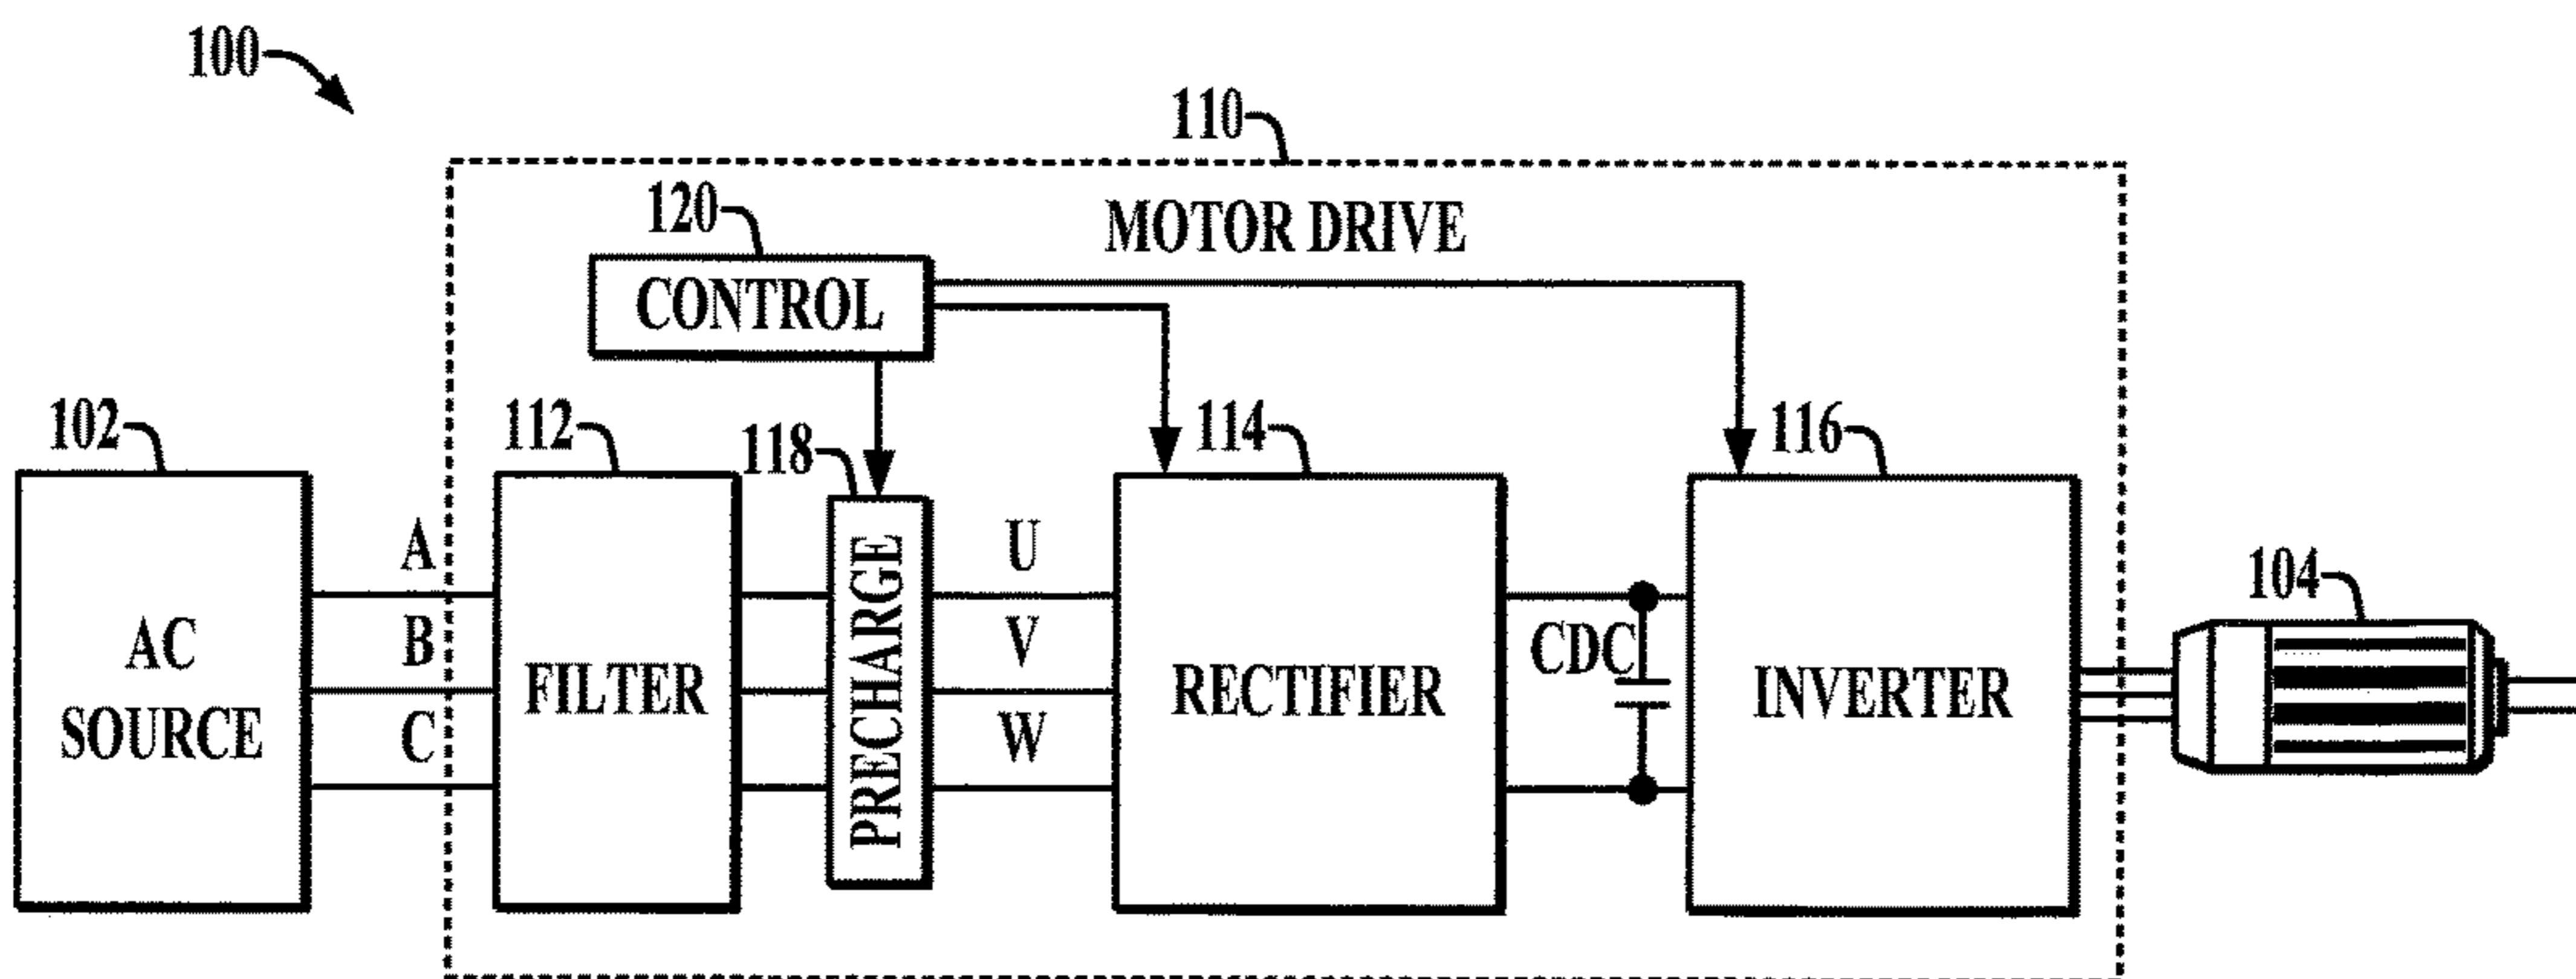 100
110
120
MOTOR DRIVE
CONTROL
102
112
118
114
116
A
U
104
AC
SOURCE
B
FILTER
PRECHARGE
V
RECTIFIER
CDC
INVERTER
C
W